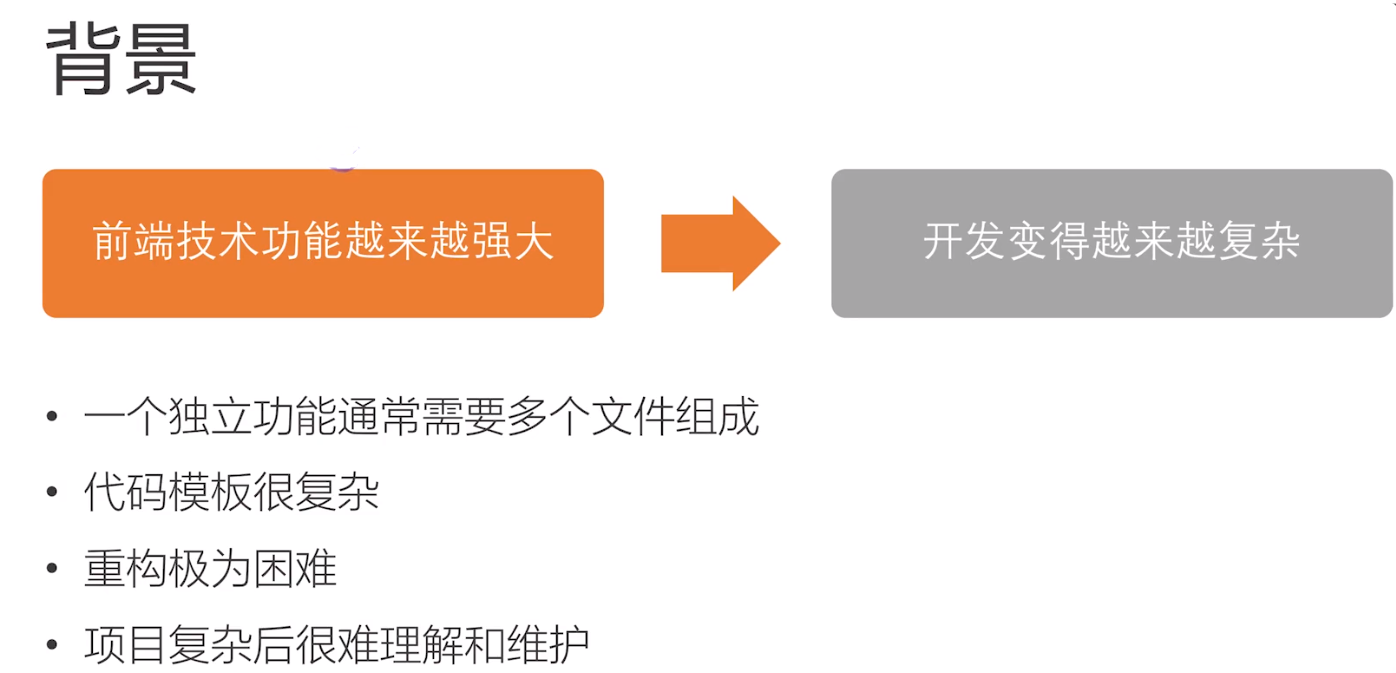 背景
前端技术功能越来越强大
开发变得越来越复杂
• 一个独立功能通常需要多个文件组成
• 代码模板很复杂
• 重构极为困难
• 项目复杂后很难理解和维护